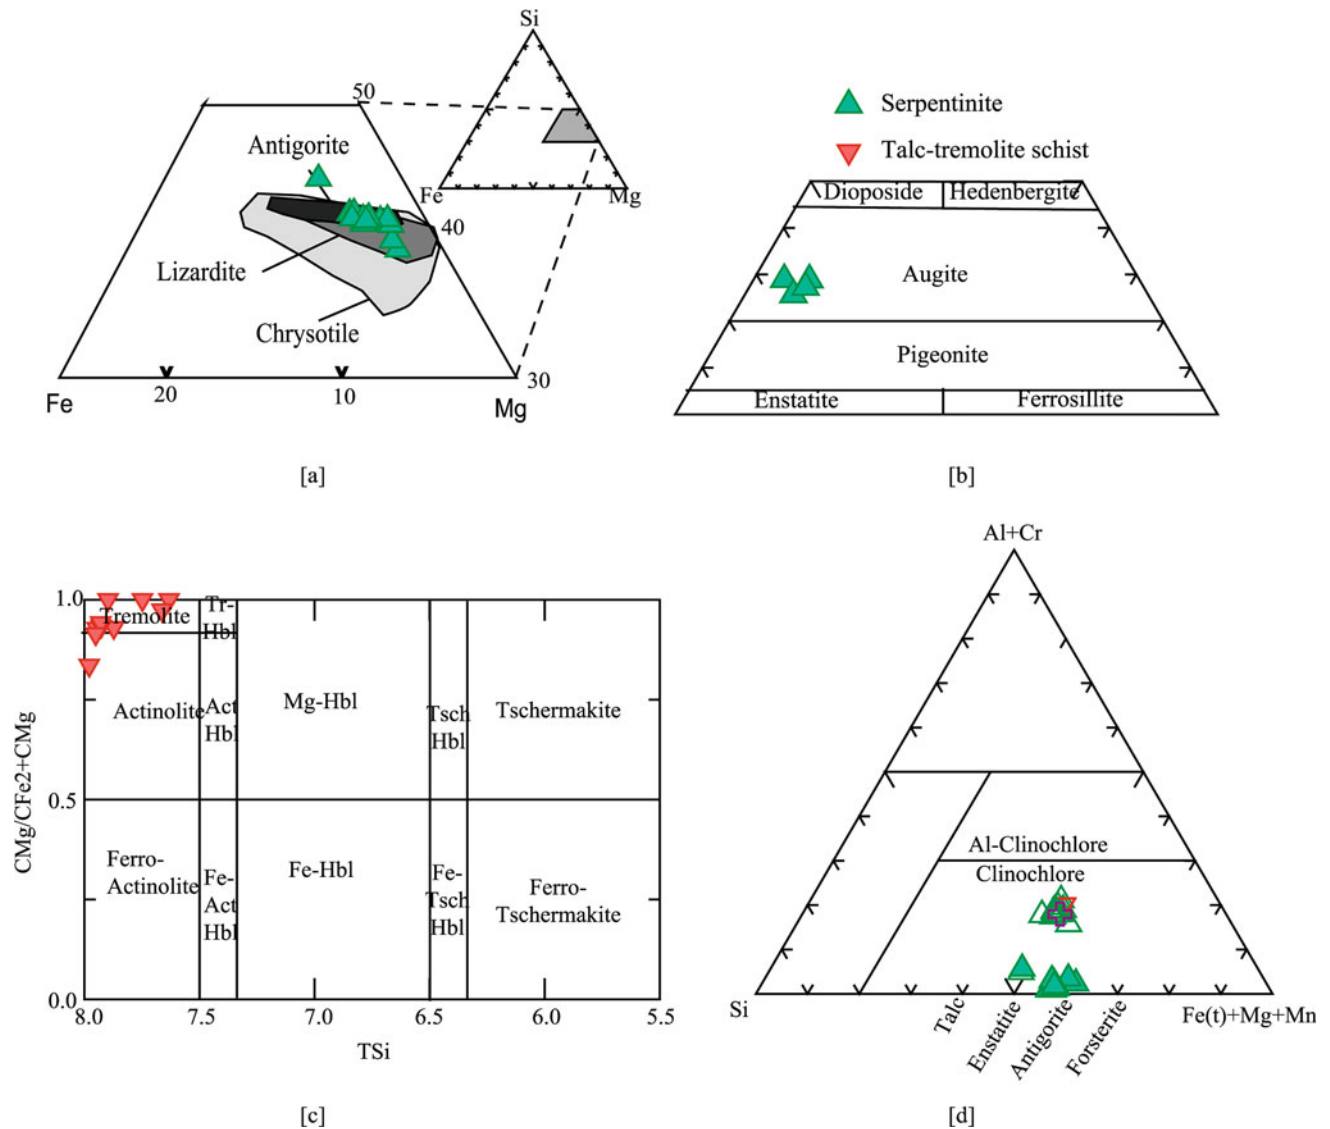 Si
50
Antigorite
Fe
Mg
40
Lizardite
Chrysotile
30
20
10
Fe
Mg
[a]
Serpentinite
Talc-tremolite schist
Dioposide
Hedenbergite
Augite
Pigeonite
Enstatite
Ferrosillite
[b]
CMg/CFe2+CMg
1.0
0.5
0.0
Tremolite
Tr-
Hbl
Actinolite
Act
Hbl
Mg-Hbl
Tsch
Hbl
Tschermakite
Ferro-
Actinolite
Fe-
Act
Hbl
Fe-Hbl
Fe-
Tsch
Hbl
Ferro-
Tschermakite
8.0
7.5
7.0
6.5
6.0
5.5
TSi
[c]
Al+Cr
Al-Clinochlore
Clinochlore
Si
Fe(t)+Mg+Mn
Talc
Enstatite
Antigorite
Forsterite
[d]